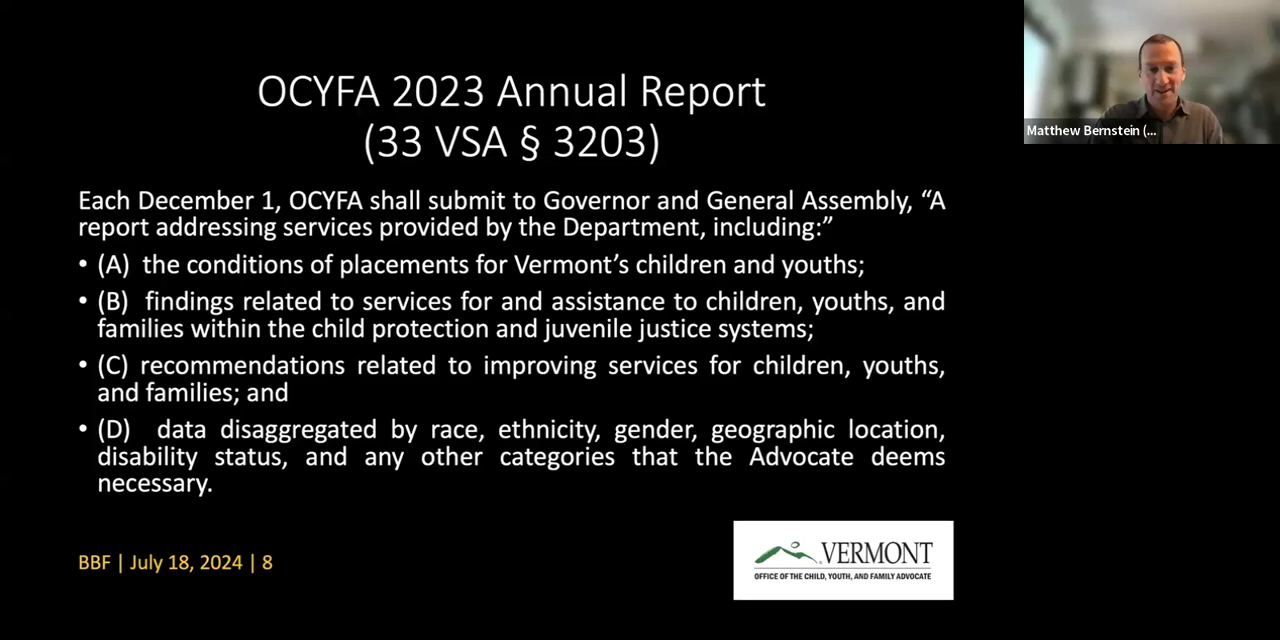 OCYFA 2023 Annual Report
(33 VSA § 3203)
Each December 1, OCYFA shall submit to Governor and General Assembly, “A
report addressing services provided by the Department, including:”
• (A) the conditions of placements for Vermont’s children and youths;
• (B) findings related to services for and assistance to children, youths, and
families within the child protection and juvenile justice systems;
• (C) recommendations related to improving services for children, youths,
and families; and
• (D) data disaggregated by race, ethnicity, gender, geographic location,
disability status, and any other categories that the Advocate deems
necessary.
BBF | July 18, 2024 | 8
VERMONT
OFFICE OF THE CHILD, YOUTH, AND FAMILY ADVOCATE
Matthew Bernstein (...